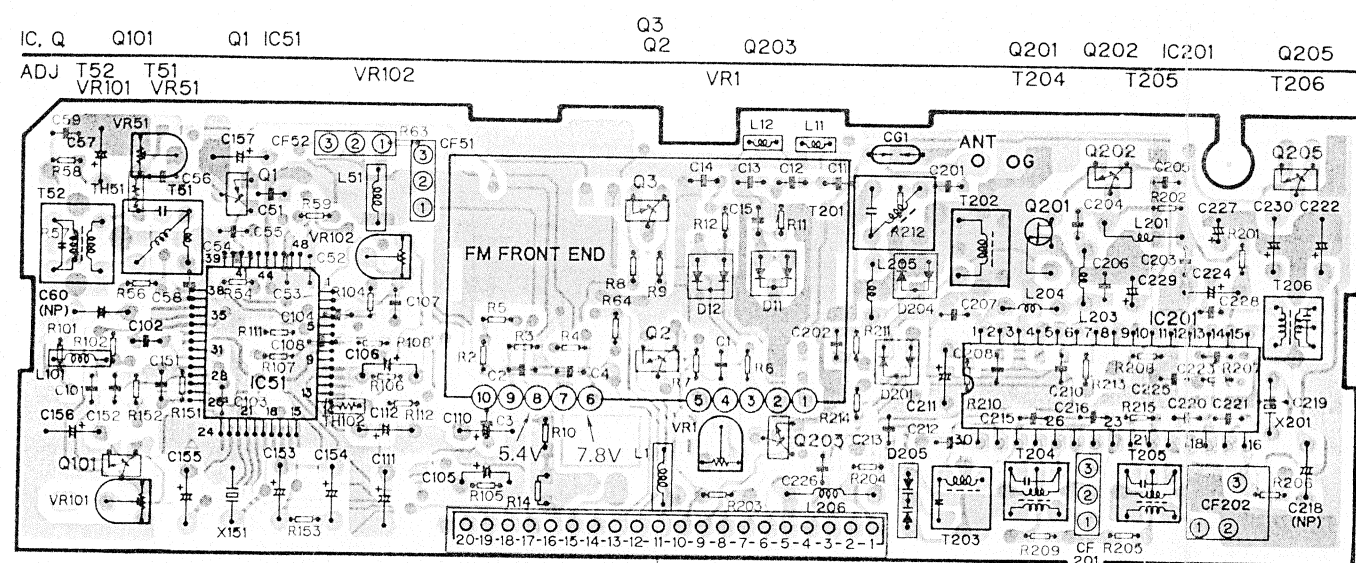 Q3
IC, Q Q101 Q1 IC51 Q2 Q203 Q201 Q202 IC201 Q205
ADJ T52 T51 VR102 VR1 T204 T205 T206
VR101 VR51
C59 VR51 C157 CF52 3 2 1 R63 CF51 L12 L11 CG1 ANT G Q202 C205 Q205
C57
R58 C56 Q1 L51 3 2 1 Q3 C14 C13 C12 C11 C201
T52 TH51 T51 C51 R59 R12 C15 R11 T201 R212 T202 Q201 C204 R202 C227 C230 C222
R57 C55 VR102 L201 R201
C54 48 C52 FM FRONT END L205 C206 C203
39 44 R54 C53 R8 R9 C229 C224
R56 C58 38 R104 C107 R64 D12 D11 D204 C207 L204 L203 C228 T206
C60
(NP) 35 C104 5 R5 IC201
R101 R102 C102 R111 C108 R108 R2 R3 R4 Q2 C202 R211 1 2 3 4 5 6 7 8 9 10 11 12 13 14 15
31 R107 9 C106 C1 C208 R208 C223 R207
L101 C151 28 IC51 R106 C2 C4 R7 R6 D201 C210 R213 C225
C101 26 C103 13 10 9 8 7 6 5 4 3 2 1 C211 R210
C156 C152 R152 R151 21 18 15 TH102 C112 R112 C110 C3 R214 C215 26 C216 23 R215 C220 C221 C219
24 R10 VR1 C213 C212 30 21 18 16 X201
Q101 C155 C153 C154 C111 5.4V 7.8V L1 Q203 D205 T204 T205
VR101 C105 R105 R14 C226 R204 3 2 1 3 R206
R203 L206 CF202 C218
X151 R153 20-19-18-17-16-15-14-13-12-11-10-9-8-7-6-5-4-3-2-1 T203 1 2 (NP)
R209 CF R205
201